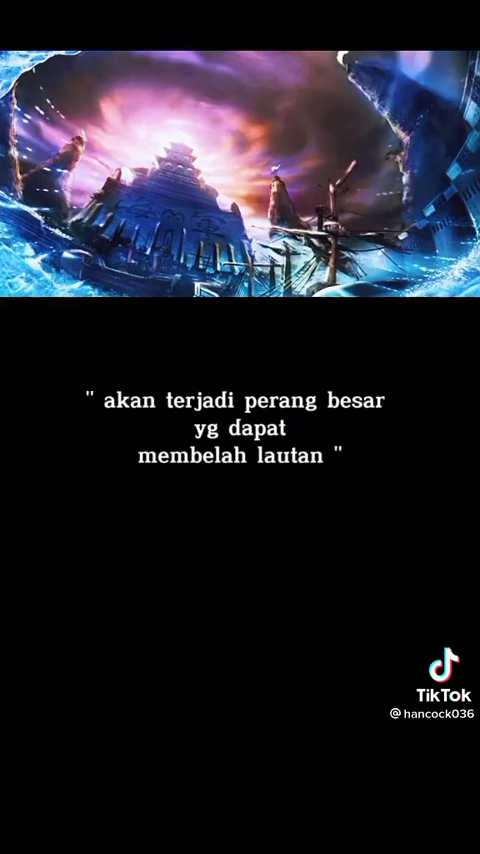 " akan terjadi perang besar
yg dapat
membelah lautan "
TikTok
@hancock036